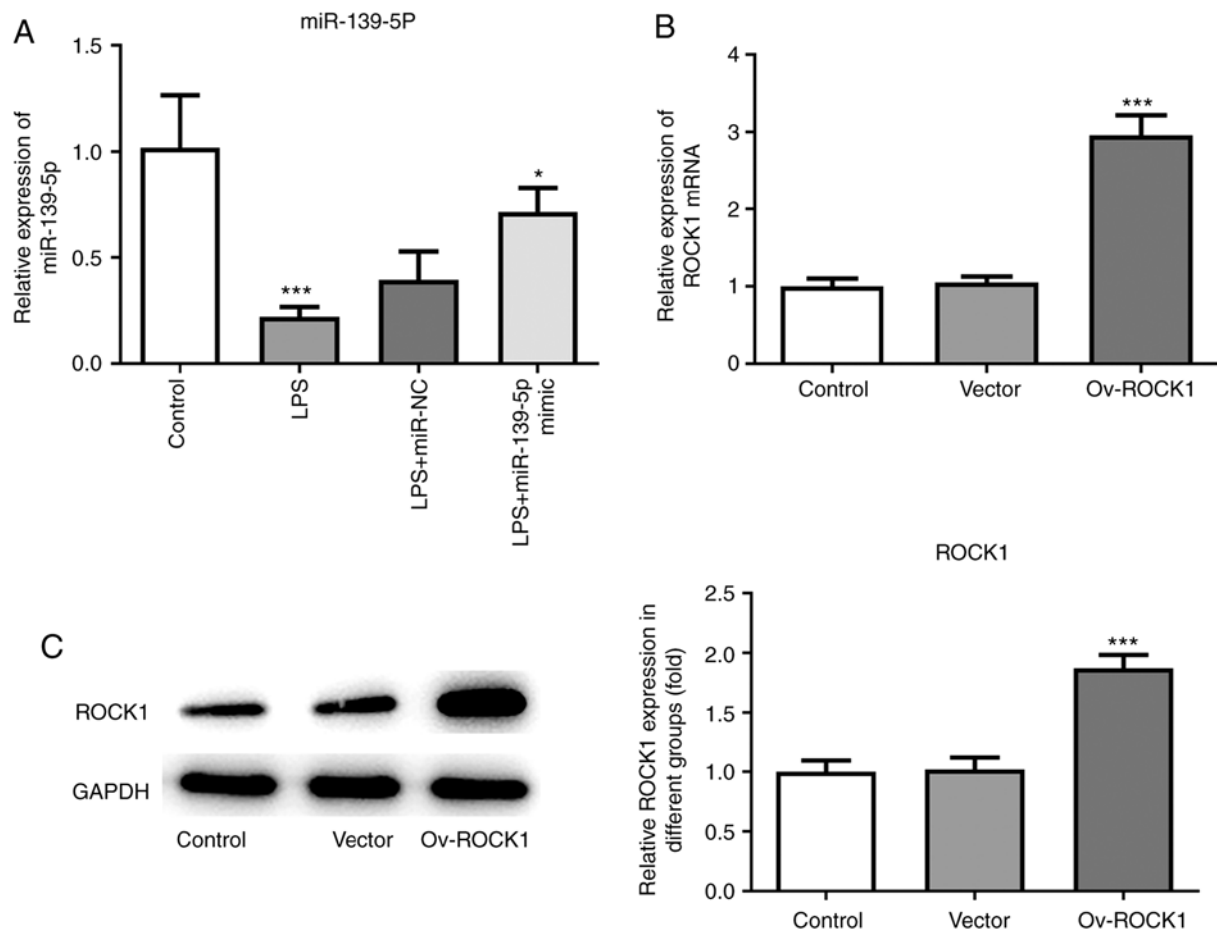 A
miR-139-5P
Relative expression of
miR-139-5p
1.5
1.0
0.5
0.0
***
*
Control
LPS
LPS+miR-NC
LPS+miR-139-5p
mimic
B
Relative expression of
ROCK1 mRNA
4
3
2
1
0
***
Control
Vector
Ov-ROCK1
C
ROCK1
GAPDH
Control
Vector
Ov-ROCK1
ROCK1
Relative ROCK1 expression in
different groups (fold)
2.5
2.0
1.5
1.0
0.5
0.0
***
Control
Vector
Ov-ROCK1